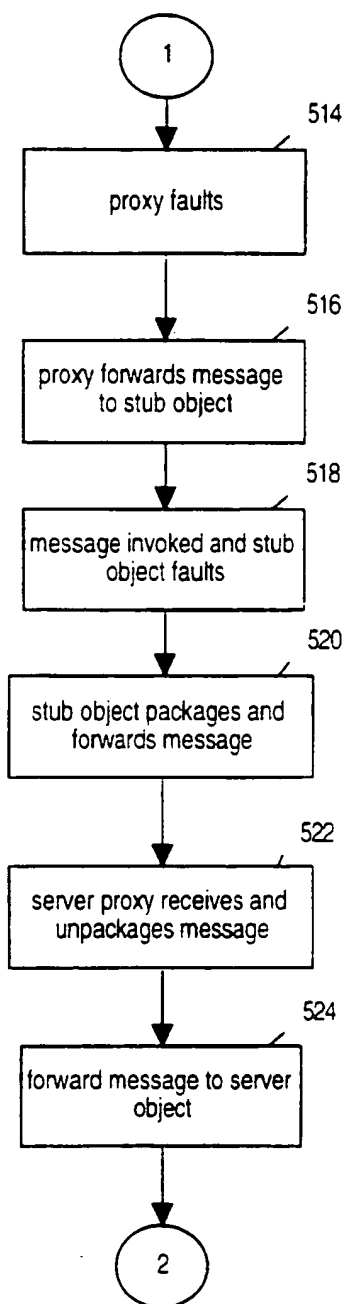 1
514
proxy faults
516
proxy forwards message
to stub object
518
message invoked and stub
object faults
520
stub object packages and
forwards message
522
server proxy receives and
unpackages message
524
forward message to server
object
2